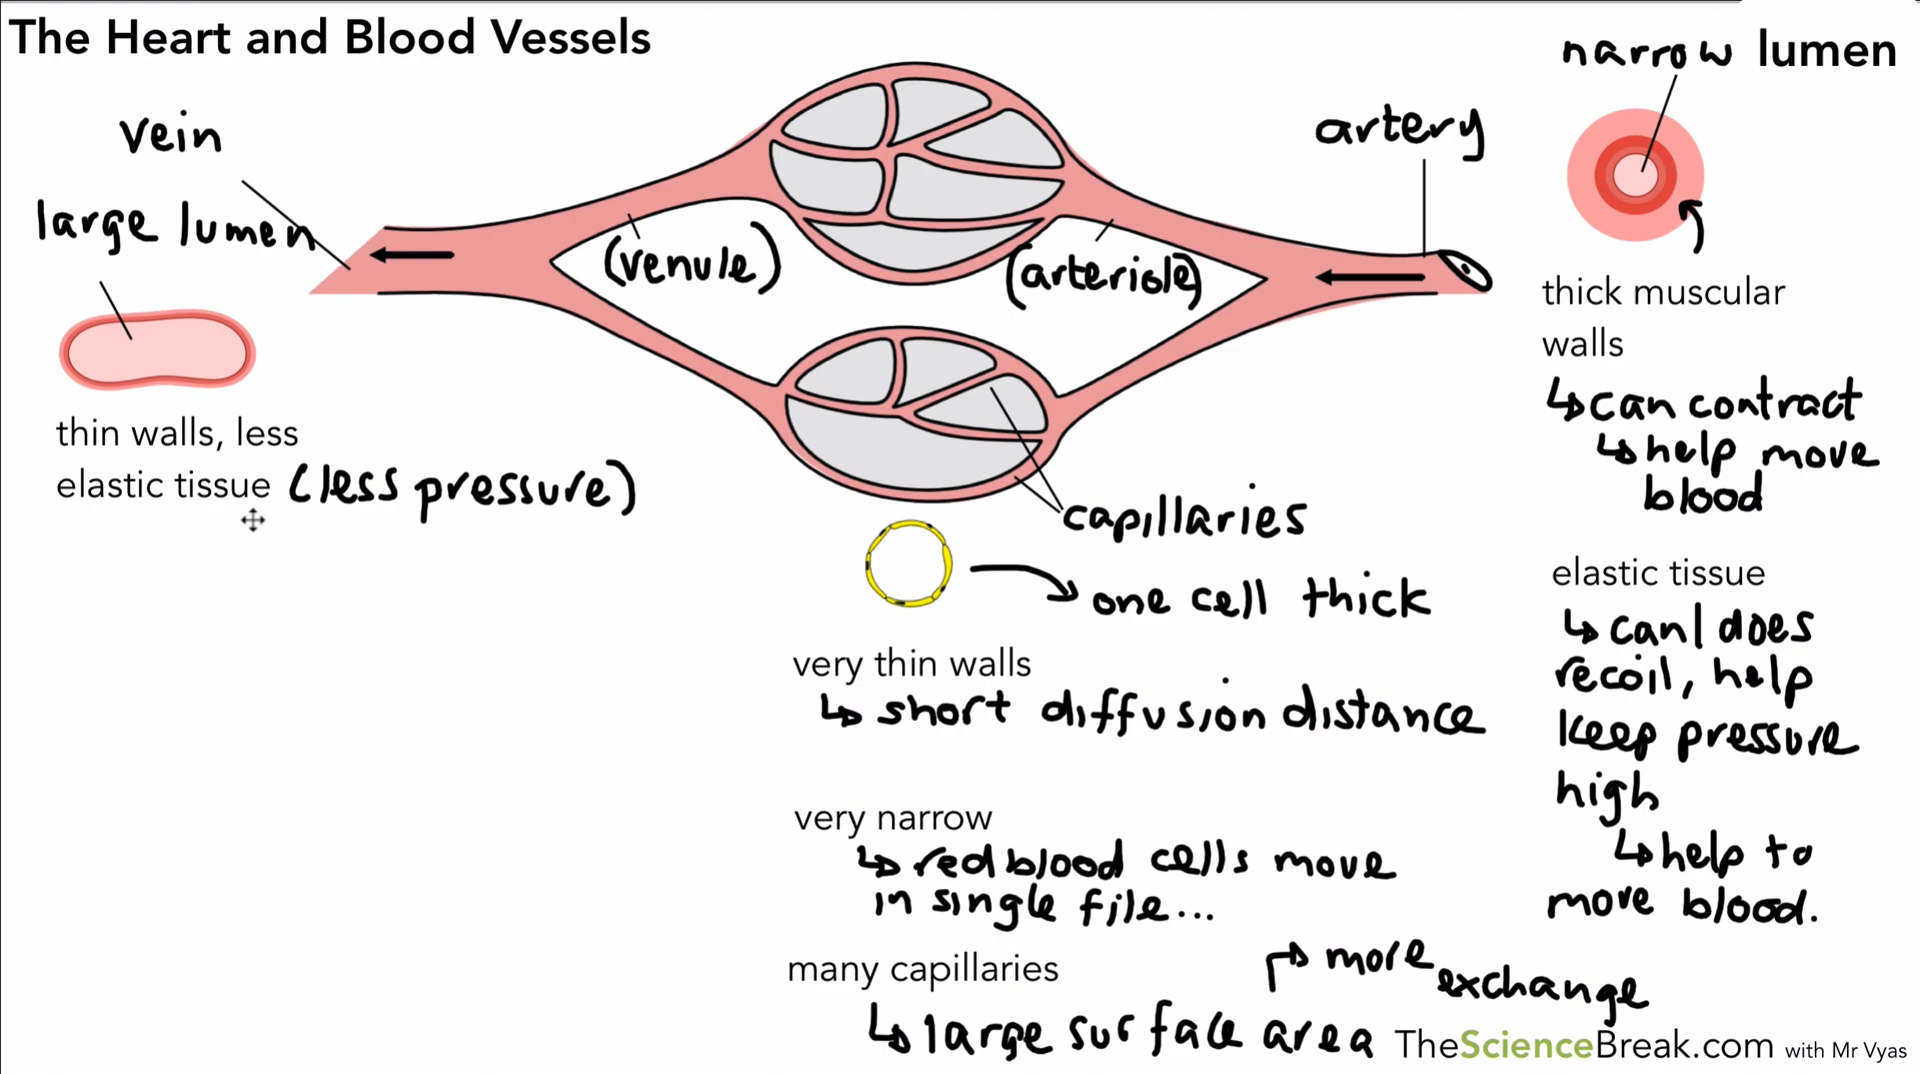 The Heart and Blood Vessels
vein
large lumen
thin walls, less
elastic tissue (less pressure)
(venule)
(arteriole)
artery
capillaries
one cell thick
very thin walls
↳ short diffusion distance
very narrow
↳ red blood cells move
in single file...
many capillaries
↳ large surface area
↱ more
exchange
narrow lumen
thick muscular
walls
↳ can contract
↳ help move
blood
elastic tissue
↳ can/does
recoil, help
keep pressure
high
↳ help to
move blood.
TheScienceBreak.com with Mr Vyas